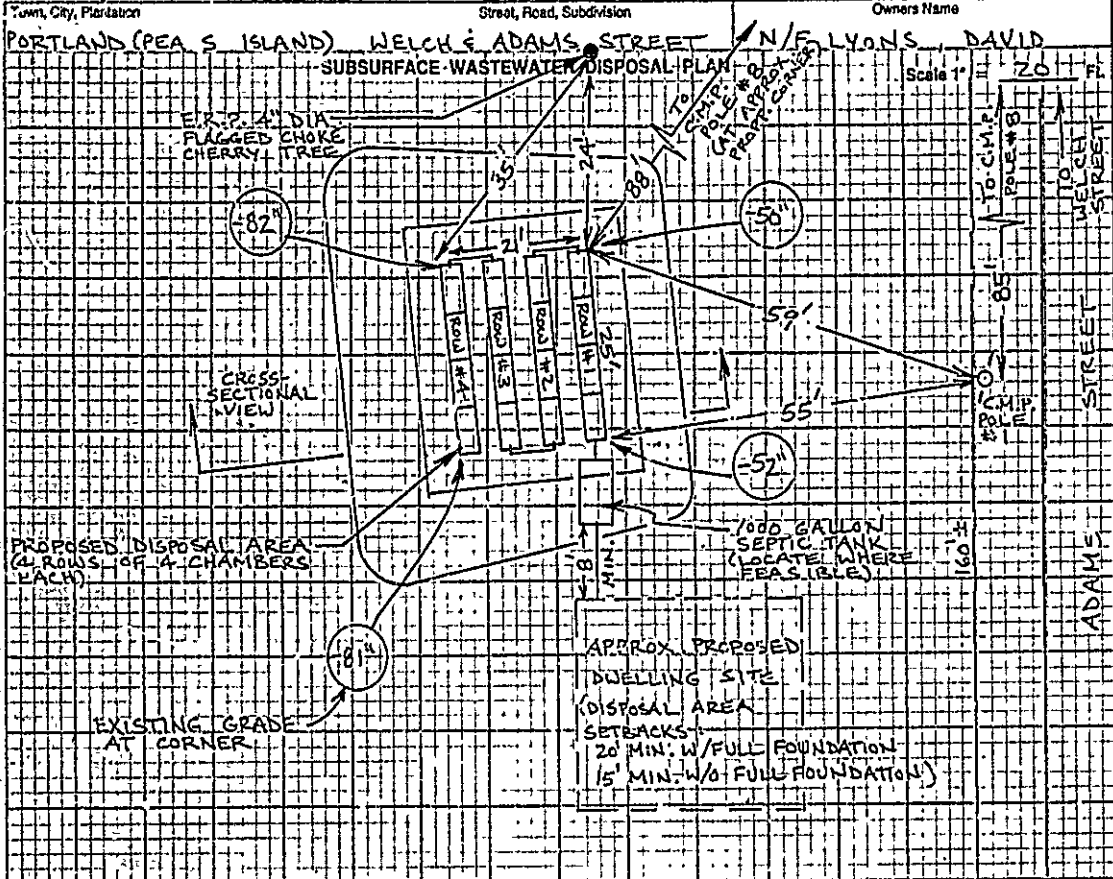 Town, City, Plantation
Street, Road, Subdivision
Owners Name
PORTLAND (PEA S ISLAND) WELCH & ADAMS STREET N/F LYONS, DAVID
SUBSURFACE WASTEWATER DISPOSAL PLAN
Scale 1" = 20 Ft.
E.R.P. 4" DIA.
FLAGGED CHOKE
CHERRY TREE
TO
C.M.P.
POLE #8
(AT APPROX
PROP. CORNER
TO C.M.P.
POLE #8
TO
WELCH
STREET
35'
24'
88'
-82"
-50"
21'
85'
59'
ROW #4
ROW #3
ROW #2
ROW #1
25'
CROSS-
SECTIONAL
VIEW
C.M.P.
POLE
55'
-52"
PROPOSED DISPOSAL AREA
(4 ROWS OF 4 CHAMBERS
EACH)
1000 GALLON
SEPTIC TANK
(LOCATE WHERE
FEASIBLE)
8'
MIN
160'±
ADAMS STREET
-81"
EXISTING GRADE
AT CORNER
APPROX. PROPOSED
DWELLING SITE
(DISPOSAL AREA
SETBACKS:
20' MIN. W/FULL FOUNDATION
15' MIN. W/O FULL FOUNDATION)